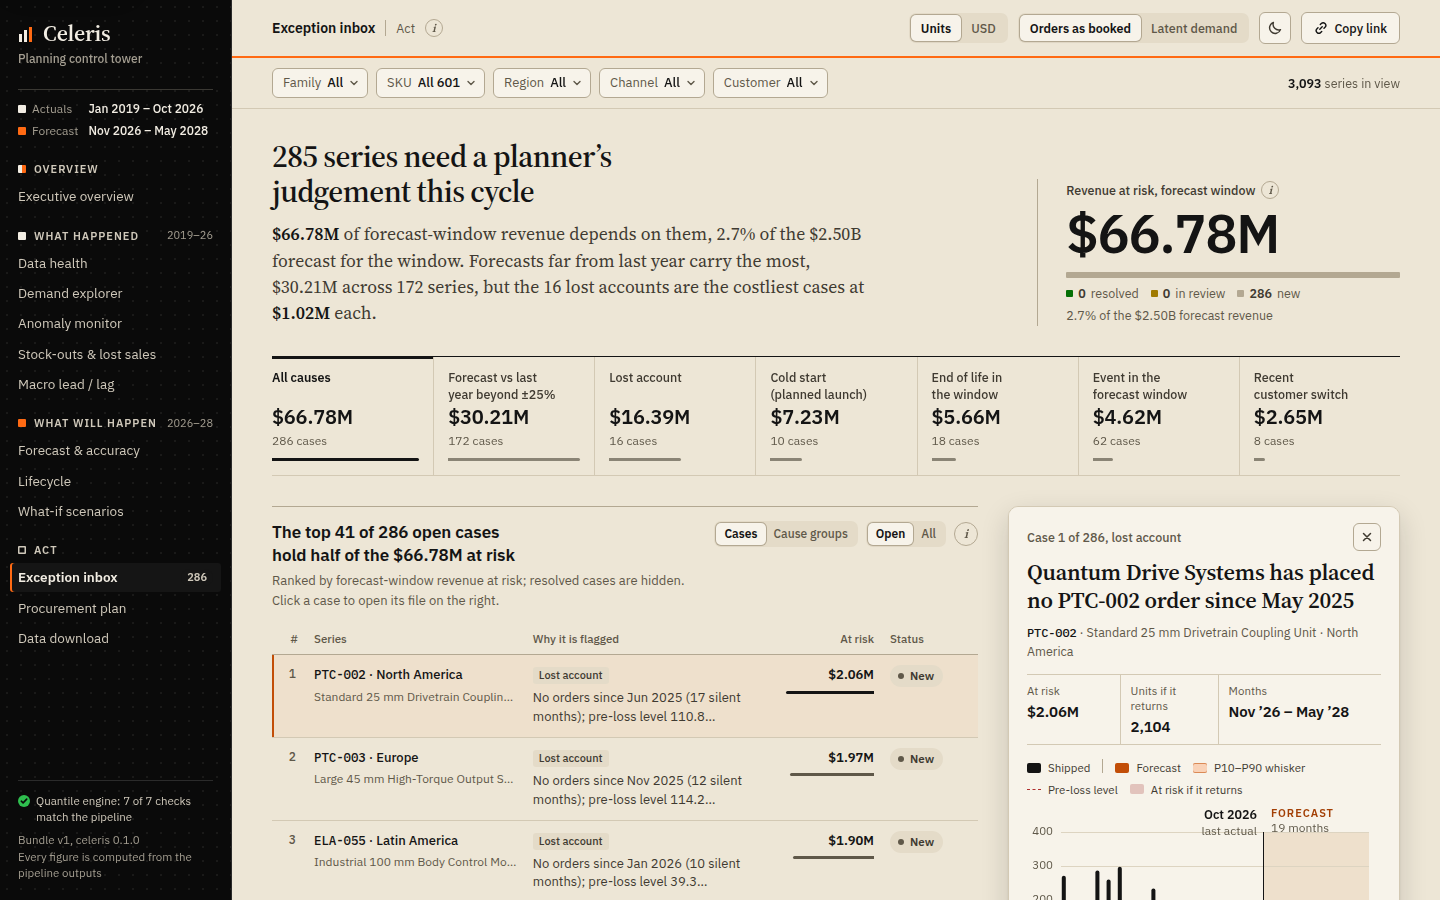 Celeris
Planning control tower
Actuals Jan 2019 – Oct 2026
Forecast Nov 2026 – May 2028
OVERVIEW
Executive overview
WHAT HAPPENED 2019–26
Data health
Demand explorer
Anomaly monitor
Stock-outs & lost sales
Macro lead / lag
WHAT WILL HAPPEN 2026–28
Forecast & accuracy
Lifecycle
What-if scenarios
ACT
Exception inbox 286
Procurement plan
Data download
Quantile engine: 7 of 7 checks
match the pipeline
Bundle v1, celeris 0.1.0
Every figure is computed from the
pipeline outputs
Exception inbox Act i
Units USD Orders as booked Latent demand Copy link
Family All SKU All 601 Region All Channel All Customer All
3,093 series in view
285 series need a planner’s
judgement this cycle
$66.78M of forecast-window revenue depends on them, 2.7% of the $2.50B
forecast for the window. Forecasts far from last year carry the most,
$30.21M across 172 series, but the 16 lost accounts are the costliest cases at
$1.02M each.
Revenue at risk, forecast window i
$66.78M
0 resolved 0 in review 286 new
2.7% of the $2.50B forecast revenue
All causes
$66.78M
286 cases
Forecast vs last
year beyond ±25%
$30.21M
172 cases
Lost account
$16.39M
16 cases
Cold start
(planned launch)
$7.23M
10 cases
End of life in
the window
$5.66M
18 cases
Event in the
forecast window
$4.62M
62 cases
Recent
customer switch
$2.65M
8 cases
The top 41 of 286 open cases
hold half of the $66.78M at risk
Cases Cause groups Open All i
Ranked by forecast-window revenue at risk; resolved cases are hidden.
Click a case to open its file on the right.
# Series Why it is flagged At risk Status
1 PTC-002 · North America Lost account $2.06M New
Standard 25 mm Drivetrain Couplin... No orders since Jun 2025 (17 silent
months); pre-loss level 110.8...
2 PTC-003 · Europe Lost account $1.97M New
Large 45 mm High-Torque Output S... No orders since Nov 2025 (12 silent
months); pre-loss level 114.2...
3 ELA-055 · Latin America Lost account $1.90M New
Industrial 100 mm Body Control Mo... No orders since Jan 2026 (10 silent
months); pre-loss level 39.3...
Case 1 of 286, lost account
Quantum Drive Systems has placed
no PTC-002 order since May 2025
PTC-002 · Standard 25 mm Drivetrain Coupling Unit · North
America
At risk
$2.06M
Units if it
returns
2,104
Months
Nov ’26 – May ’28
Shipped Forecast P10–P90 whisker
Pre-loss level At risk if it returns
Oct 2026 FORECAST
last actual 19 months
400
300
200